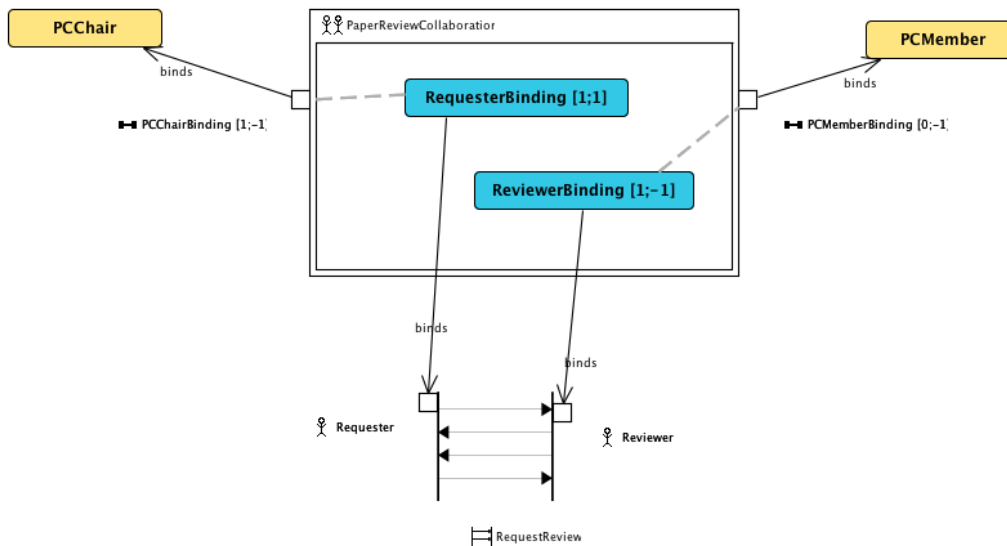 PCChair
PaperReviewCollaboration
PCMember
binds
binds
RequesterBinding [1;1]
PCChairBinding [1;-1]
PCMemberBinding [0;-1]
ReviewerBinding [1;-1]
binds
binds
Requester
Reviewer
RequestReview